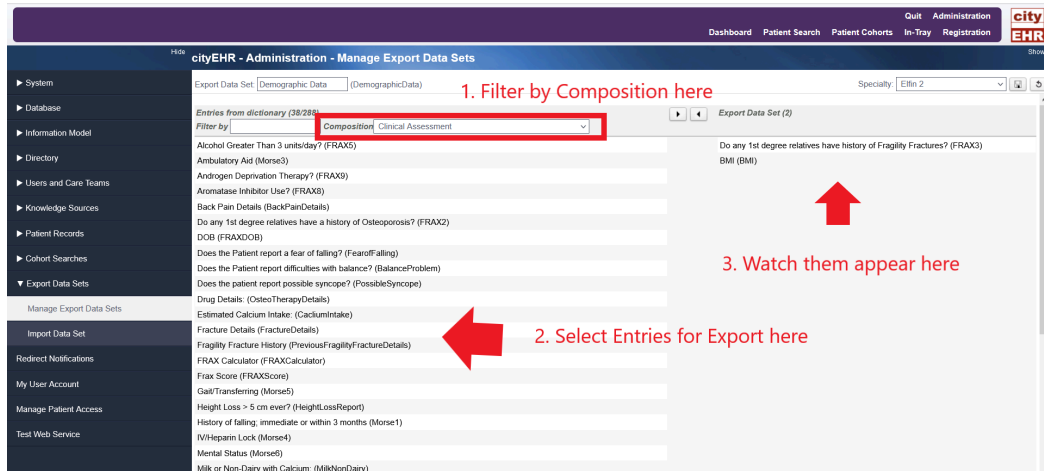 Quit Administration
city
EHR
Dashboard Patient Search Patient Cohorts In-Tray Registration
Hide
cityEHR - Administration - Manage Export Data Sets
Show
System
Database
Information Model
Directory
Users and Care Teams
Knowledge Sources
Patient Records
Cohort Searches
Export Data Sets
Manage Export Data Sets
Import Data Set
Redirect Notifications
My User Account
Manage Patient Access
Test Web Service
Export Data Set: Demographic Data (DemographicData)
Specialty: Elfin 2
1. Filter by Composition here
Entries from dictionary (38/288)
Filter by
Composition Clinical Assessment
Alcohol Greater Than 3 units/day? (FRAX5)
Ambulatory Aid (Morse3)
Androgen Deprivation Therapy? (FRAX9)
Aromatase Inhibitor Use? (FRAX8)
Back Pain Details (BackPainDetails)
Do any 1st degree relatives have a history of Osteoporosis? (FRAX2)
DOB (FRAXDOB)
Does the Patient report a fear of falling? (FearofFalling)
Does the Patient report difficulties with balance? (BalanceProblem)
Does the patient report possible syncope? (PossibleSyncope)
Drug Details: (OsteoTherapyDetails)
Estimated Calcium Intake: (CacliumIntake)
Fracture Details (FractureDetails)
Fragility Fracture History (PreviousFragilityFractureDetails)
FRAX Calculator (FRAXCalculator)
Frax Score (FRAXScore)
Gait/Transferring (Morse5)
Height Loss > 5 cm ever? (HeightLossReport)
History of falling; immediate or within 3 months (Morse1)
IV/Heparin Lock (Morse4)
Mental Status (Morse6)
Milk or Non-Dairy with Calcium: (MilkNonDairy)
2. Select Entries for Export here
Export Data Set (2)
Do any 1st degree relatives have history of Fragility Fractures? (FRAX3)
BMI (BMI)
3. Watch them appear here